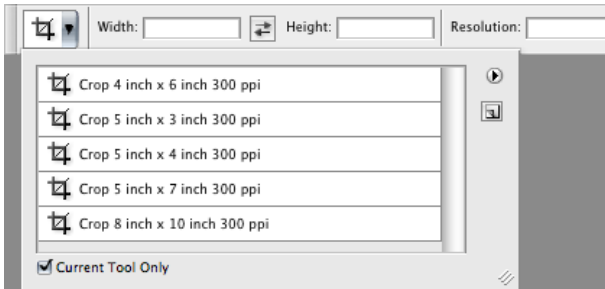 Width: Height: Resolution:
Crop 4 inch x 6 inch 300 ppi
Crop 5 inch x 3 inch 300 ppi
Crop 5 inch x 4 inch 300 ppi
Crop 5 inch x 7 inch 300 ppi
Crop 8 inch x 10 inch 300 ppi
Current Tool Only